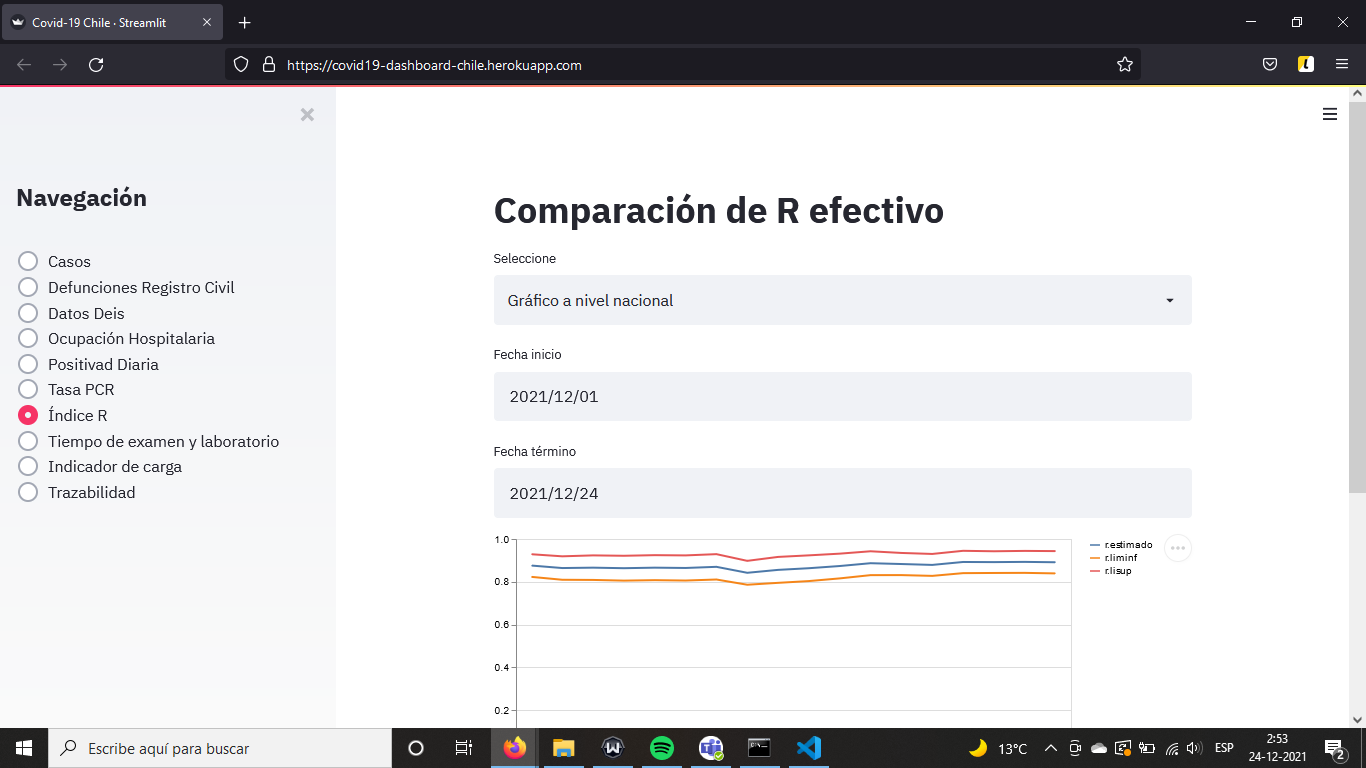 Covid-19 Chile · Streamlit
https://covid19-dashboard-chile.herokuapp.com
Navegación
Casos
Defunciones Registro Civil
Datos Deis
Ocupación Hospitalaria
Positivad Diaria
Tasa PCR
Índice R
Tiempo de examen y laboratorio
Indicador de carga
Trazabilidad
Comparación de R efectivo
Seleccione
Gráfico a nivel nacional
Fecha inicio
2021/12/01
Fecha término
2021/12/24
1.0
0.8
0.6
0.4
0.2
r.estimado
r.liminf
r.lisup
Escribe aquí para buscar
13°C
ESP
2:53
24-12-2021
2